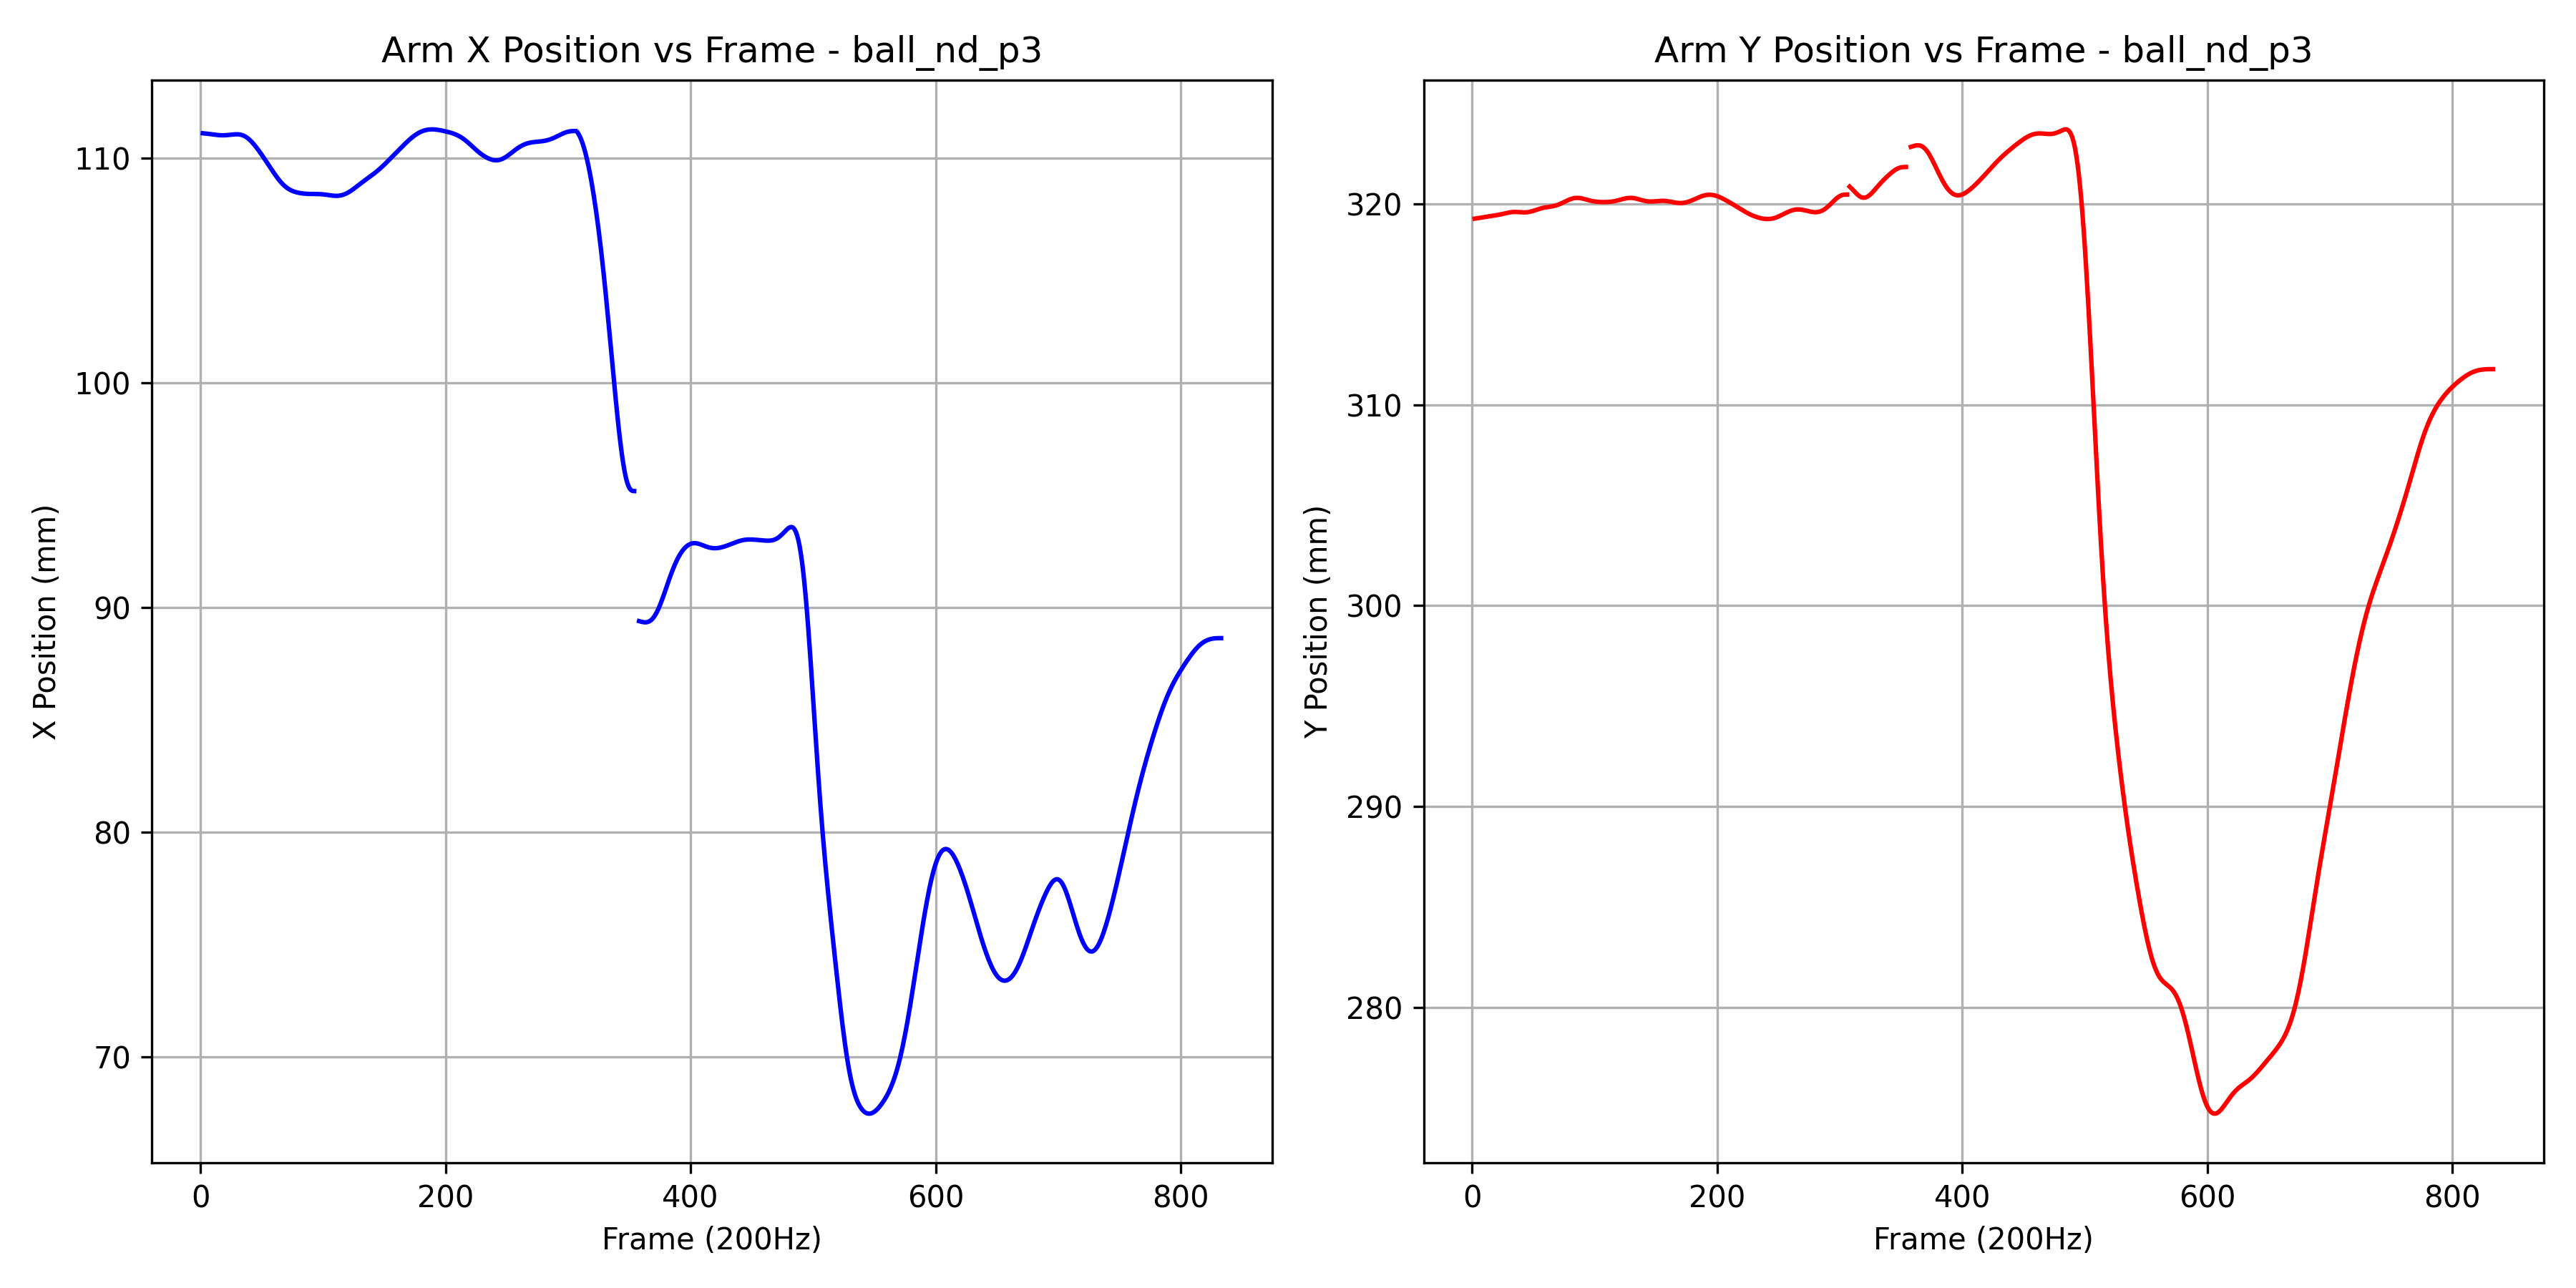 Arm X Position vs Frame - ball_nd_p3
X Position (mm)
110
100
90
80
70
0 200 400 600 800
Frame (200Hz)
Arm Y Position vs Frame - ball_nd_p3
Y Position (mm)
320
310
300
290
280
0 200 400 600 800
Frame (200Hz)